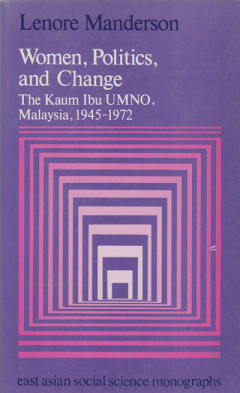 Lenore Manderson
Women, Politics,
and Change
The Kaum Ibu UMNO,
Malaysia, 1945-1972
east asian social science monographs